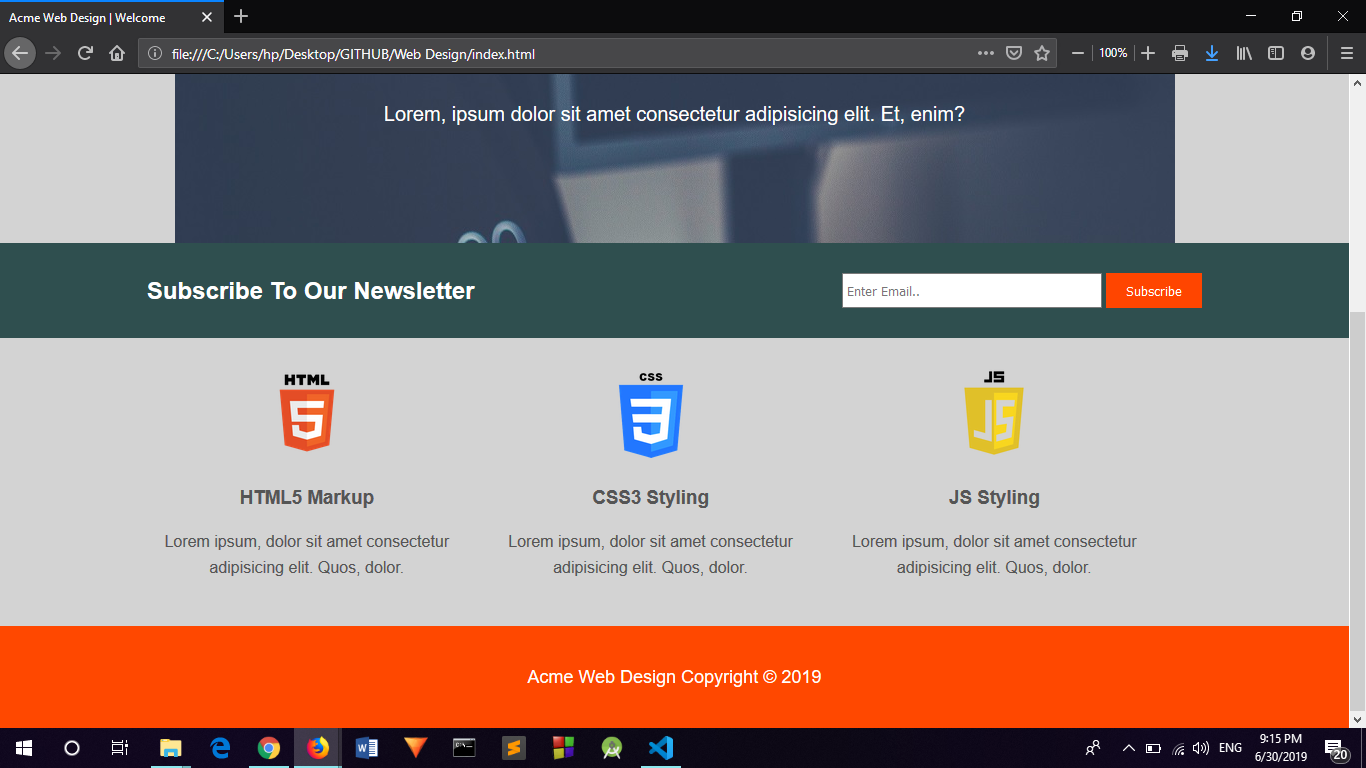 Acme Web Design | Welcome
file:///C:/Users/hp/Desktop/GITHUB/Web Design/index.html
100%
Lorem, ipsum dolor sit amet consectetur adipisicing elit. Et, enim?
Subscribe To Our Newsletter
Enter Email..
Subscribe
HTML
CSS
JS
5
3
JS
HTML5 Markup
CSS3 Styling
JS Styling
Lorem ipsum, dolor sit amet consectetur
adipisicing elit. Quos, dolor.
Lorem ipsum, dolor sit amet consectetur
adipisicing elit. Quos, dolor.
Lorem ipsum, dolor sit amet consectetur
adipisicing elit. Quos, dolor.
Acme Web Design Copyright © 2019
ENG
9:15 PM
6/30/2019
20